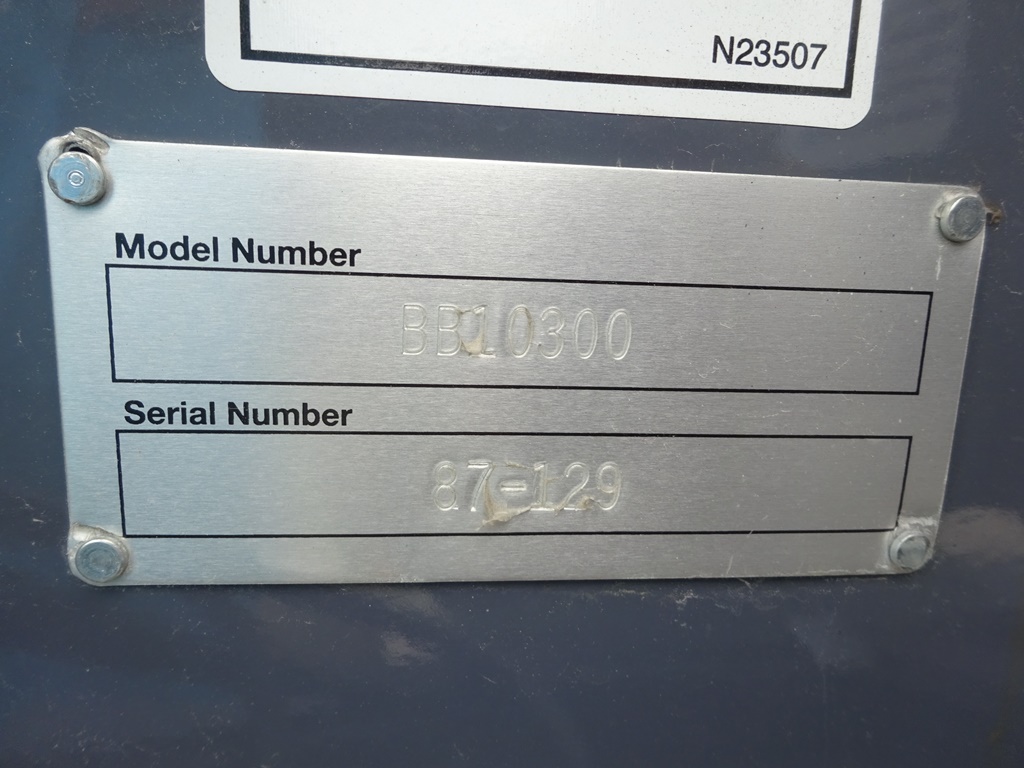 N23507
Model Number
BB10300
Serial Number
87-129